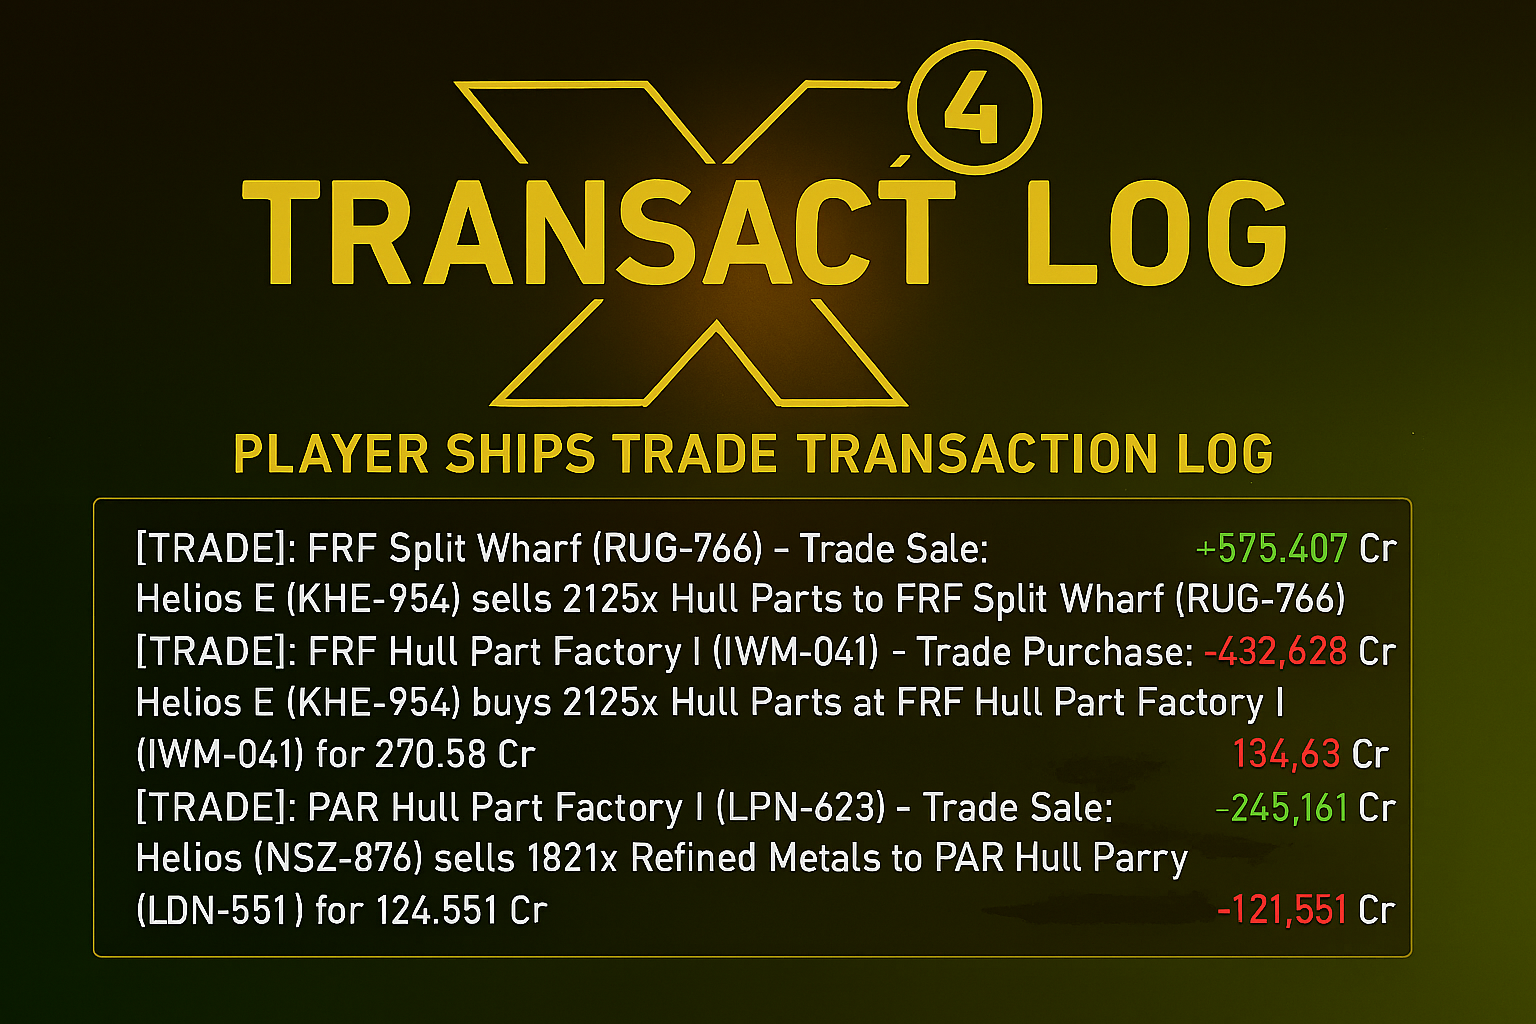 X
4
TRANSACT LOG
PLAYER SHIPS TRADE TRANSACTION LOG
[TRADE]: FRF Split Wharf (RUG-766) – Trade Sale: +575.407 Cr
Helios E (KHE-954) sells 2125x Hull Parts to FRF Split Wharf (RUG-766)
[TRADE]: FRF Hull Part Factory I (IWM-041) - Trade Purchase: -432,628 Cr
Helios E (KHE-954) buys 2125x Hull Parts at FRF Hull Part Factory I
(IWM-041) for 270.58 Cr 134,63 Cr
[TRADE]: PAR Hull Part Factory I (LPN-623) – Trade Sale: -245,161 Cr
Helios (NSZ-876) sells 1821x Refined Metals to PAR Hull Parry
(LDN-551) for 124.551 Cr -121,551 Cr